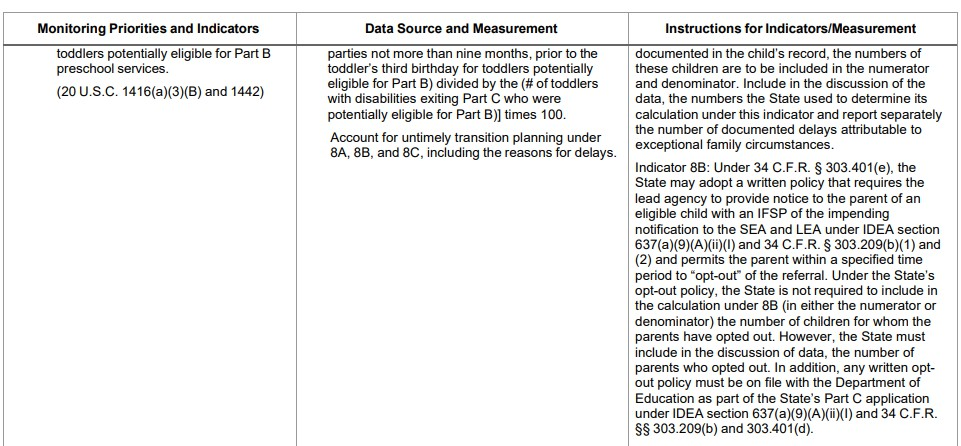 Monitoring Priorities and Indicators
Data Source and Measurement
Instructions for Indicators/Measurement
toddlers potentially eligible for Part B
preschool services.
(20 U.S.C. 1416(a)(3)(B) and 1442)
parties not more than nine months, prior to the
toddler's third birthday for toddlers potentially
eligible for Part B) divided by the (# of toddlers
with disabilities exiting Part C who were
potentially eligible for Part B)] times 100.
Account for untimely transition planning under
8A, 8B, and 8C, including the reasons for delays.
documented in the child's record, the numbers of
these children are to be included in the numerator
and denominator. Include in the discussion of the
data, the numbers the State used to determine its
calculation under this indicator and report separately
the number of documented delays attributable to
exceptional family circumstances.
Indicator 8B: Under 34 C.F.R. § 303.401(e), the
State may adopt a written policy that requires the
lead agency to provide notice to the parent of an
eligible child with an IFSP of the impending
notification to the SEA and LEA under IDEA section
637(a)(9)(A)(ii)(I) and 34 C.F.R. § 303.209(b)(1) and
(2) and permits the parent within a specified time
period to “opt-out” of the referral. Under the State's
opt-out policy, the State is not required to include in
the calculation under 8B (in either the numerator or
denominator) the number of children for whom the
parents have opted out. However, the State must
include in the discussion of data, the number of
parents who opted out. In addition, any written opt-
out policy must be on file with the Department of
Education as part of the State's Part C application
under IDEA section 637(a)(9)(A)(ii)(I) and 34 C.F.R.
§§ 303.209(b) and 303.401(d).